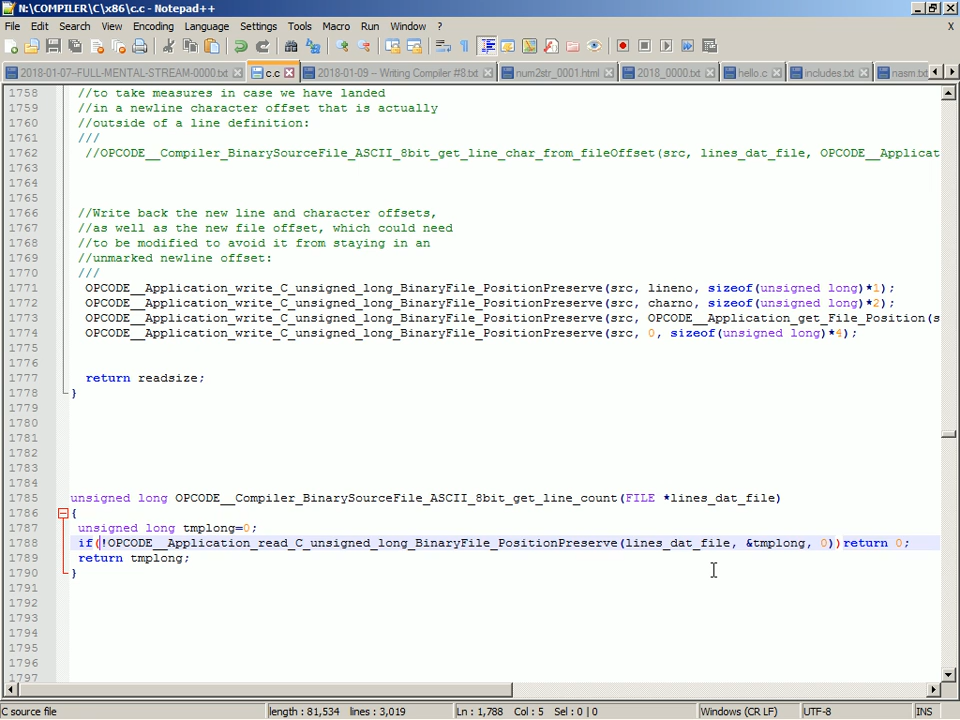 N:\COMPILER\C\x86\c.c - Notepad++
File Edit Search View Encoding Language Settings Tools Macro Run Window ? X
2018-01-07-FULL-MENTAL-STREAM-0000.txt c.c 2018-01-09 – Writing Compiler #8.txt num2str_0001.html 2018_0000.txt hello.c includes.txt nasm.tx
1758 //to take measures in case we have landed
1759 //in a newline character offset that is actually
1760 //outside of a line definition:
1761 ///
1762 //OPCODE__Compiler_BinarySourceFile_ASCII_8bit_get_line_char_from_fileOffset(src, lines_dat_file, OPCODE__Applicat
1763
1764
1765
1766 //Write back the new line and character offsets,
1767 //as well as the new file offset, which could need
1768 //to be modified to avoid it from staying in an
1769 //unmarked newline offset:
1770 ///
1771 OPCODE__Application_write_C_unsigned_long_BinaryFile_PositionPreserve(src, lineno, sizeof(unsigned long)*1);
1772 OPCODE__Application_write_C_unsigned_long_BinaryFile_PositionPreserve(src, charno, sizeof(unsigned long)*2);
1773 OPCODE__Application_write_C_unsigned_long_BinaryFile_PositionPreserve(src, OPCODE__Application_get_File_Position(s
1774 OPCODE__Application_write_C_unsigned_long_BinaryFile_PositionPreserve(src, 0, sizeof(unsigned long)*4);
1775
1776
1777 return readsize;
1778 }
1779
1780
1781
1782
1783
1784
1785 unsigned long OPCODE__Compiler_BinarySourceFile_ASCII_8bit_get_line_count(FILE *lines_dat_file)
1786 {
1787 unsigned long tmplong=0;
1788 if(!OPCODE__Application_read_C_unsigned_long_BinaryFile_PositionPreserve(lines_dat_file, &tmplong, 0))return 0;
1789 return tmplong;
1790 }
1791
1792
1793
1794
1795
1796
1797
C source file length : 81,534 lines : 3,019 Ln : 1,788 Col : 5 Sel : 0 | 0 Windows (CR LF) UTF-8 INS